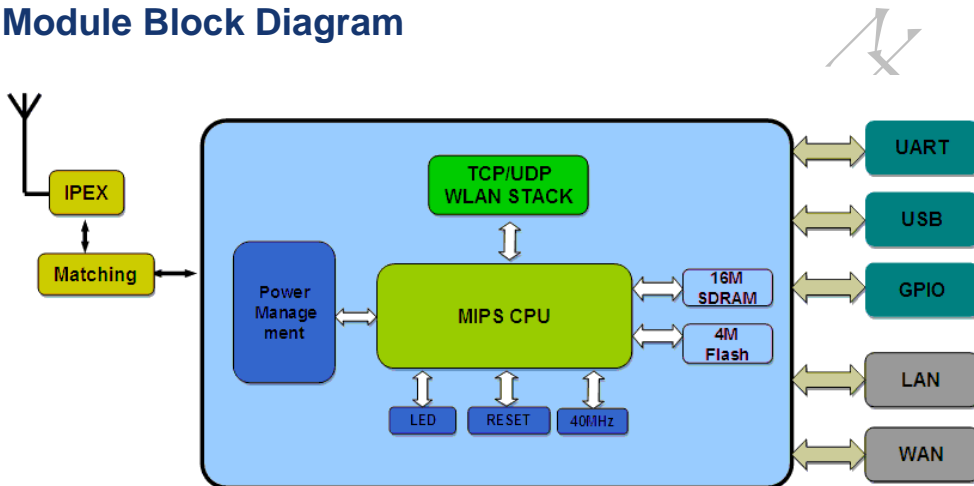 Module Block Diagram
IPEX
Matching
TCP/UDP
WLAN STACK
Power
Manage
ment
MIPS CPU
16M
SDRAM
4M
Flash
LED
RESET
40MHz
UART
USB
GPIO
LAN
WAN